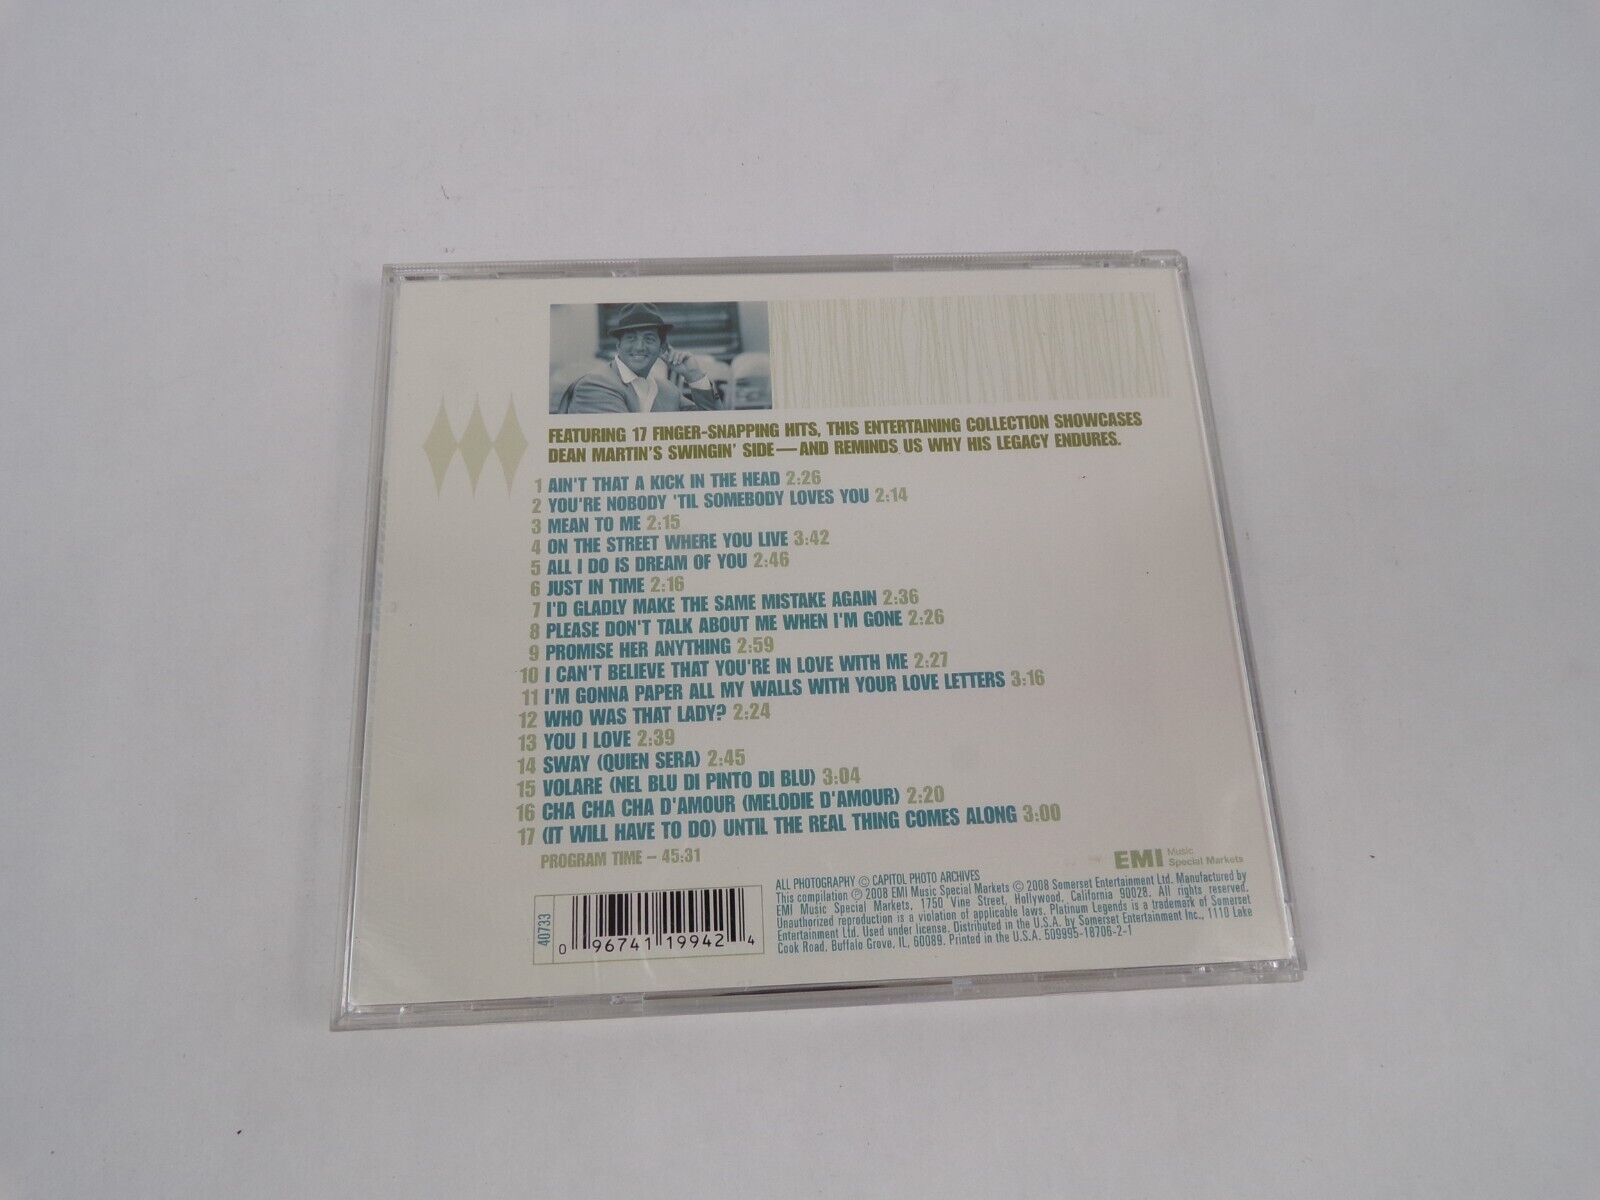 FEATURING 17 FINGER-SNAPPING HITS, THIS ENTERTAINING COLLECTION SHOWCASES
DEAN MARTIN'S SWINGIN' SIDE—AND REMINDS US WHY HIS LEGACY ENDURES.
1 AIN'T THAT A KICK IN THE HEAD 2:26
2 YOU'RE NOBODY 'TIL SOMEBODY LOVES YOU 2:14
3 MEAN TO ME 2:15
4 ON THE STREET WHERE YOU LIVE 3:42
5 ALL I DO IS DREAM OF YOU 2:46
6 JUST IN TIME 2:16
7 I'D GLADLY MAKE THE SAME MISTAKE AGAIN 2:36
8 PLEASE DON'T TALK ABOUT ME WHEN I'M GONE 2:26
9 PROMISE HER ANYTHING 2:59
10 I CAN'T BELIEVE THAT YOU'RE IN LOVE WITH ME 2:27
11 I'M GONNA PAPER ALL MY WALLS WITH YOUR LOVE LETTERS 3:16
12 WHO WAS THAT LADY? 2:24
13 YOU I LOVE 2:39
14 SWAY (QUIEN SERA) 2:45
15 VOLARE (NEL BLU DI PINTO DI BLU) 3:04
16 CHA CHA CHA D'AMOUR (MELODIE D'AMOUR) 2:20
17 (IT WILL HAVE TO DO) UNTIL THE REAL THING COMES ALONG 3:00
PROGRAM TIME – 45:31
EMI Music
Special Markets
40733
0 96741 19942 4
ALL PHOTOGRAPHY © CAPITOL PHOTO ARCHIVES
This compilation ℗ 2008 EMI Music Special Markets © 2008 Somerset Entertainment Ltd. Manufactured by
EMI Music Special Markets, 1750 Vine Street, Hollywood, California 90028. All rights reserved.
Unauthorized reproduction is a violation of applicable laws. Platinum Legends is a trademark of Somerset
Entertainment Ltd. Used under license. Distributed in the U.S.A. by Somerset Entertainment Inc., 1110 Lake
Cook Road, Buffalo Grove, IL, 60089. Printed in the U.S.A. 509995-18706-2-1